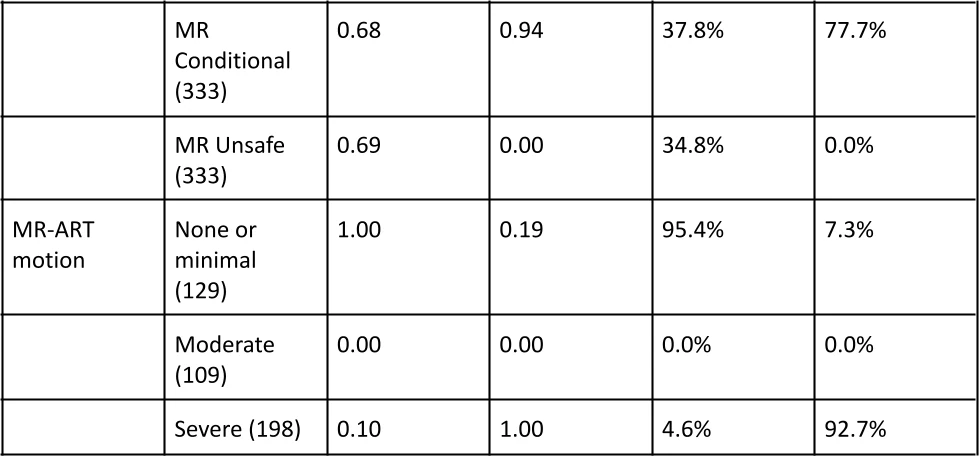 MR Conditional (333) 0.68 0.94 37.8% 77.7%
MR Unsafe (333) 0.69 0.00 34.8% 0.0%
MR-ART motion None or minimal (129) 1.00 0.19 95.4% 7.3%
Moderate (109) 0.00 0.00 0.0% 0.0%
Severe (198) 0.10 1.00 4.6% 92.7%